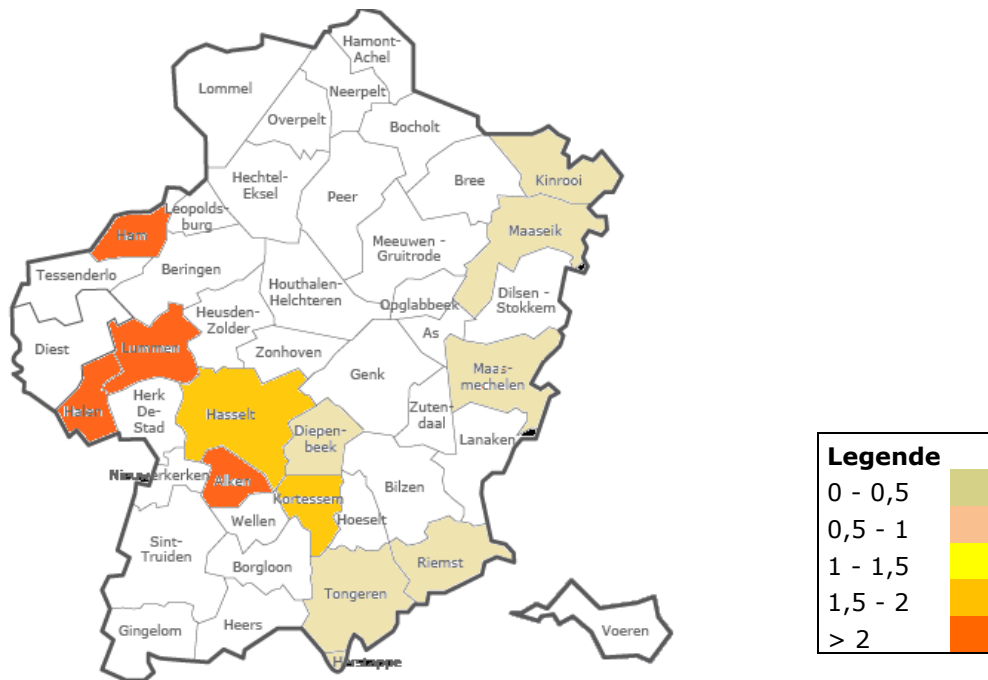 Hamont-
Achel
Lommel
Neerpelt
Overpelt
Bocholt
Hechtel-
Eksel
Peer
Bree
Kinrooi
Leopolds-
burg
Ham
Maaseik
Meeuwen -
Gruitrode
Tessenderlo
Beringen
Houthalen-
Helchteren
Opglabbeek
Dilsen -
Stokkem
Heusden-
Zolder
As
Diest
Lummen
Zonhoven
Genk
Maas-
mechelen
Halen
Herk
De-
Stad
Hasselt
Zuten-
daal
Diepen-
beek
Lanaken
Nieuwerkerken
Alken
Kortessem
Bilzen
Wellen
Hoeselt
Sint-
Truiden
Borgloon
Riemst
Tongeren
Gingelom
Heers
Voeren
Herstappe
Legende
0 - 0,5
0,5 - 1
1 - 1,5
1,5 - 2
> 2